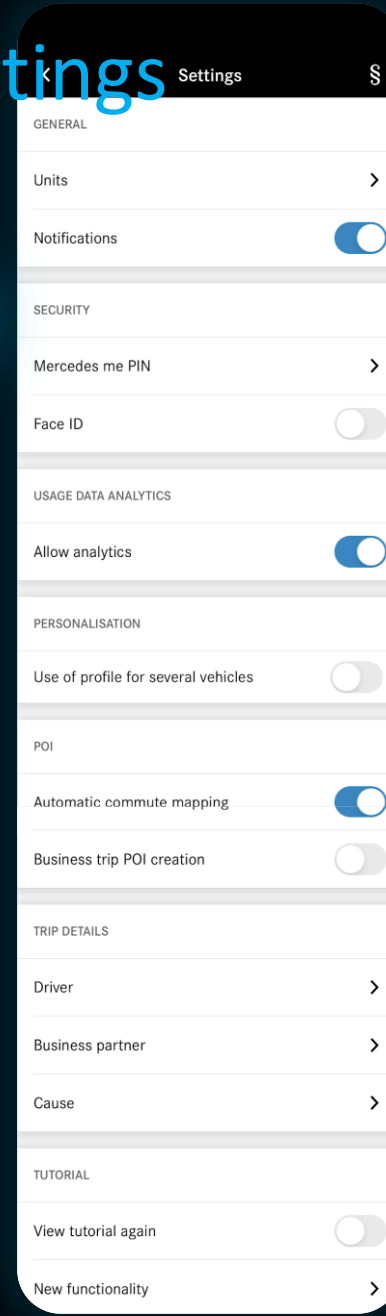 tings
Settings §
GENERAL
Units
Notifications
SECURITY
Mercedes me PIN
Face ID
USAGE DATA ANALYTICS
Allow analytics
PERSONALISATION
Use of profile for several vehicles
POI
Automatic commute mapping
Business trip POI creation
TRIP DETAILS
Driver
Business partner
Cause
TUTORIAL
View tutorial again
New functionality